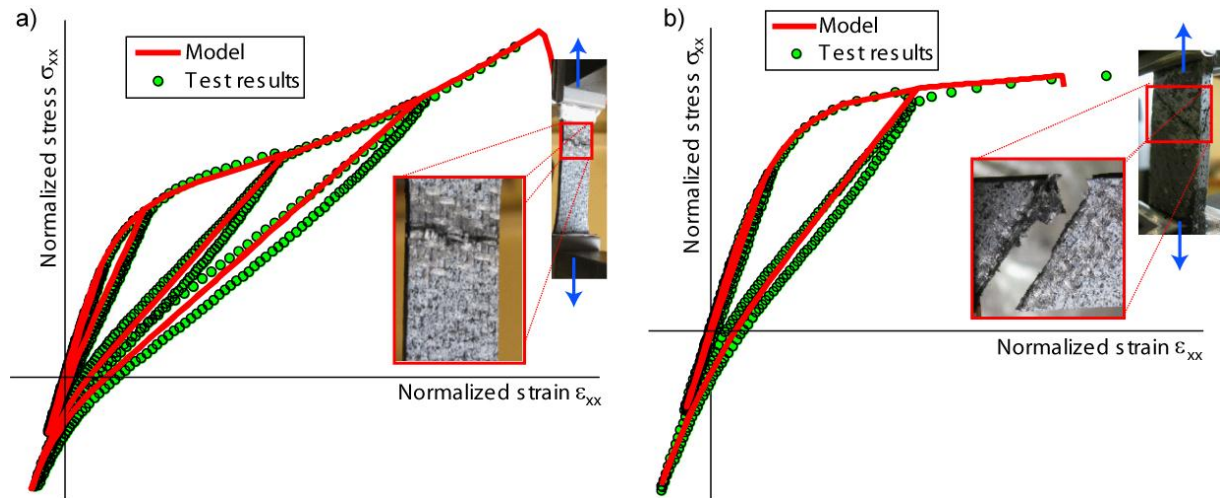 a)
Normalized stress σxx
Model
Test results
Normalized strain εxx
b)
Normalized stress σxx
Model
Test results
Normalized strain εxx